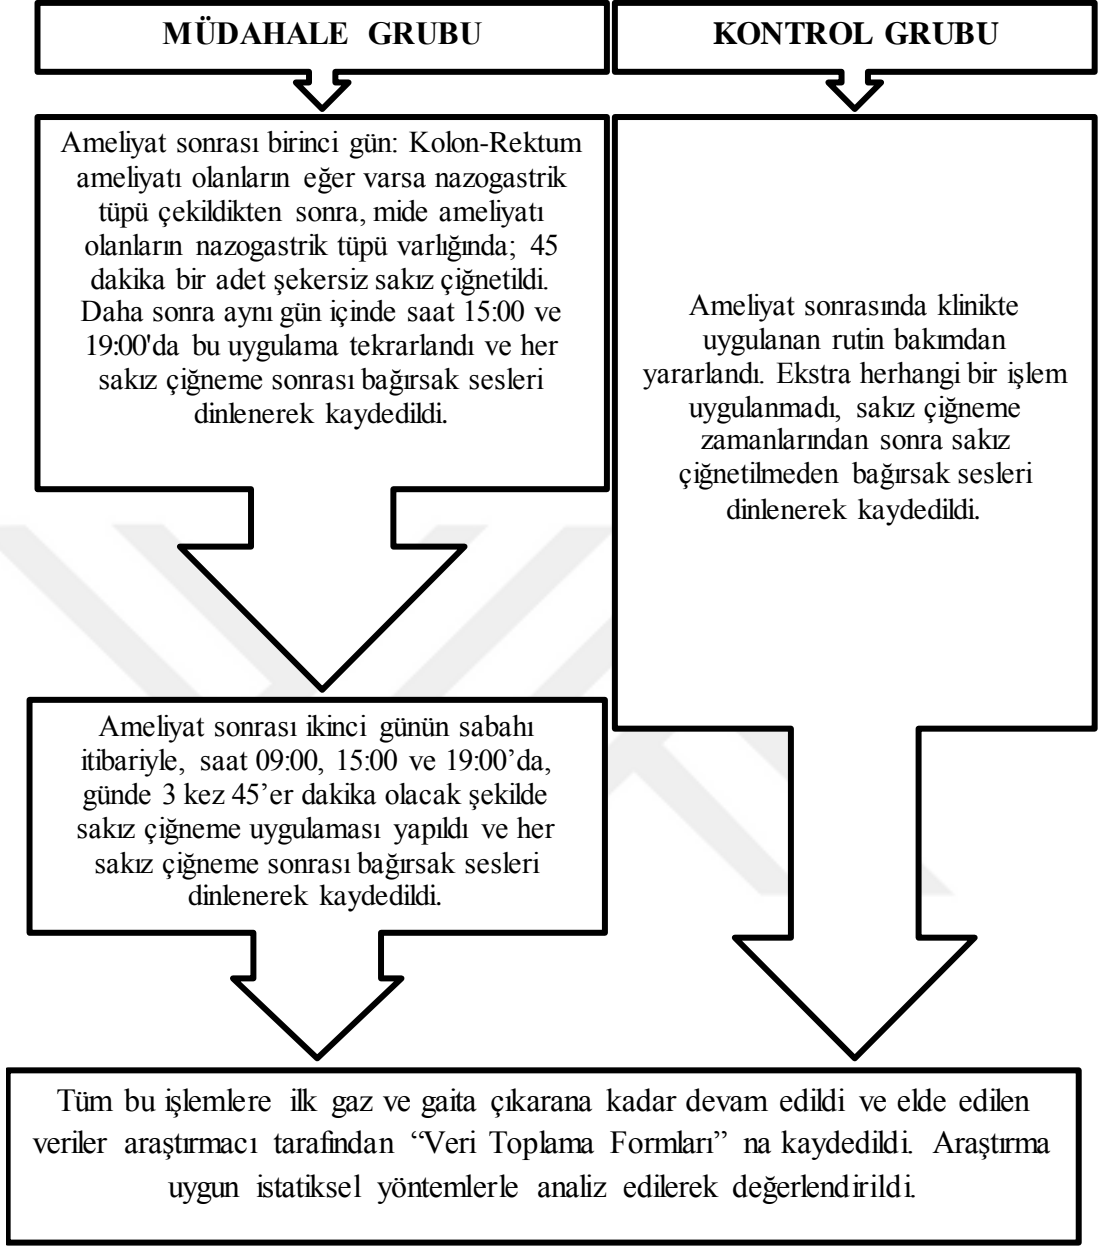 MÜDAHALE GRUBU
Ameliyat sonrası birinci gün: Kolon-Rektum
ameliyatı olanların eğer varsa nazogastrik
tüpü çekildikten sonra, mide ameliyatı
olanların nazogastrik tüpü varlığında; 45
dakika bir adet şekersiz sakız çiğnetildi.
Daha sonra aynı gün içinde saat 15:00 ve
19:00'da bu uygulama tekrarlandı ve her
sakız çiğneme sonrası bağırsak sesleri
dinlenerek kaydedildi.
Ameliyat sonrası ikinci günün sabahı
itibariyle, saat 09:00, 15:00 ve 19:00’da,
günde 3 kez 45’er dakika olacak şekilde
sakız çiğneme uygulaması yapıldı ve her
sakız çiğneme sonrası bağırsak sesleri
dinlenerek kaydedildi.
KONTROL GRUBU
Ameliyat sonrasında klinikte
uygulanan rutin bakımdan
yararlandı. Ekstra herhangi bir işlem
uygulanmadı, sakız çiğneme
zamanlarından sonra sakız
çiğnetilmeden bağırsak sesleri
dinlenerek kaydedildi.
Tüm bu işlemlere ilk gaz ve gaita çıkarana kadar devam edildi ve elde edilen
veriler araştırmacı tarafından “Veri Toplama Formları” na kaydedildi. Araştırma
uygun istatiksel yöntemlerle analiz edilerek değerlendirildi.